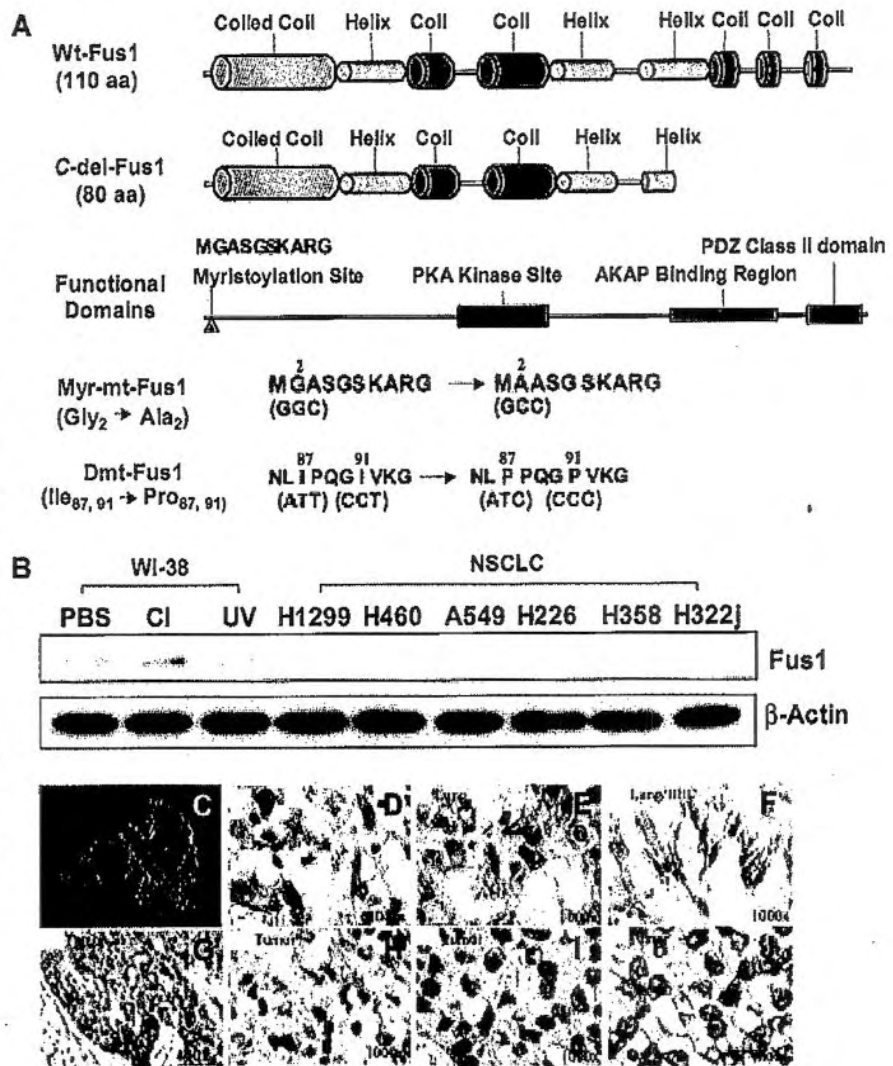 A
Coiled Coil Helix Coil Coil Helix Helix Coil Coil Coil
Wt-Fus1
(110 aa)
Coiled Coil Helix Coil Coil Helix Helix
C-del-Fus1
(80 aa)
MGASGSKARG
PDZ Class II domain
Myristoylation Site PKA Kinase Site AKAP Binding Region
Functional
Domains
Myr-mt-Fus1
(Gly2 → Ala2)
2 2
MGASGSKARG → MAASGSKARG
(GGC) (GCC)
Dmt-Fus1
(Ile87, 91 → Pro87, 91)
87 91 87 91
NLIPQGIVKG → NLPPQGPVKG
(ATT) (CCT) (ATC) (CCC)
B
WI-38 NSCLC
PBS CI UV H1299 H460 A549 H226 H358 H322j
Fus1
β-Actin
C D E F
1000x
G H I
Tumor
1000x